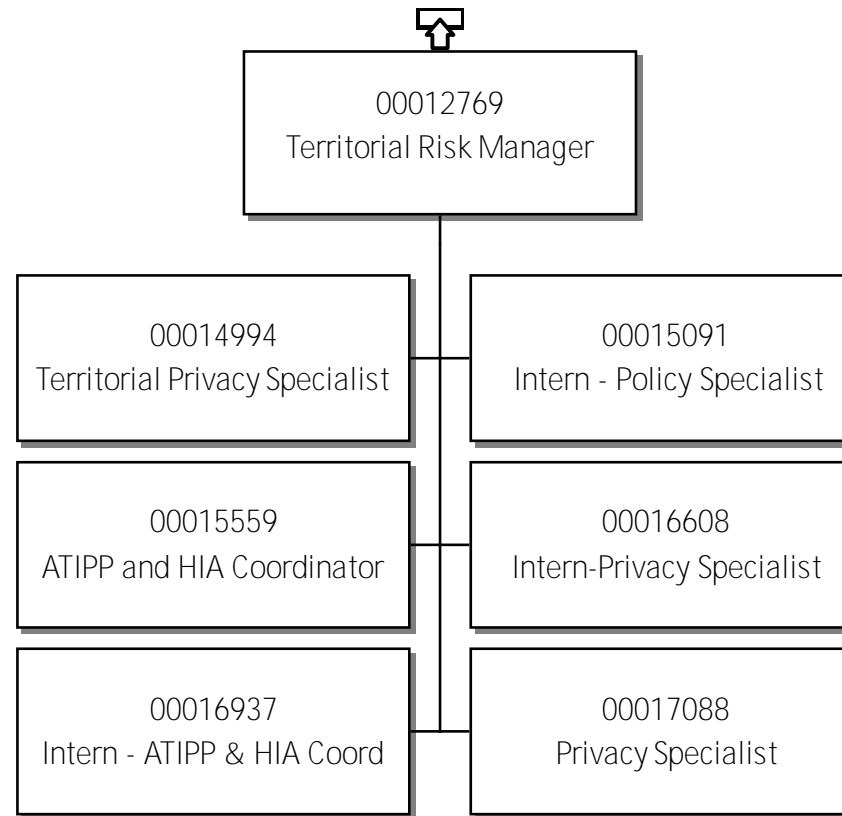 00012769
Territorial Risk Manager
00014994
Territorial Privacy Specialist
00015091
Intern - Policy Specialist
00015559
ATIPP and HIA Coordinator
00016608
Intern-Privacy Specialist
00016937
Intern - ATIPP & HIA Coord
00017088
Privacy Specialist